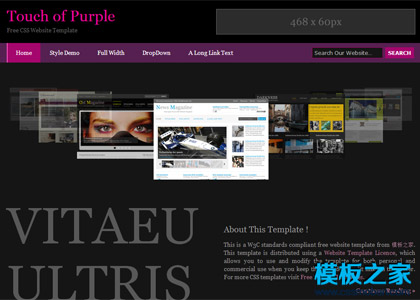 Touch of Purple
Free CSS Website Template
468 x 60px
Home
Style Demo
Full Width
DropDown
A Long Link Text
Search Our Website...
SEARCH
News Magazine
VITAEU
ULTRIS
About This Template !
This is a W3C standards compliant free website template from 模板之家.
This template is distributed using a Website Template Licence, which
allows you to use and modify the template for both personal and
commercial use when you keep the
For more CSS templates visit Free
模板之家